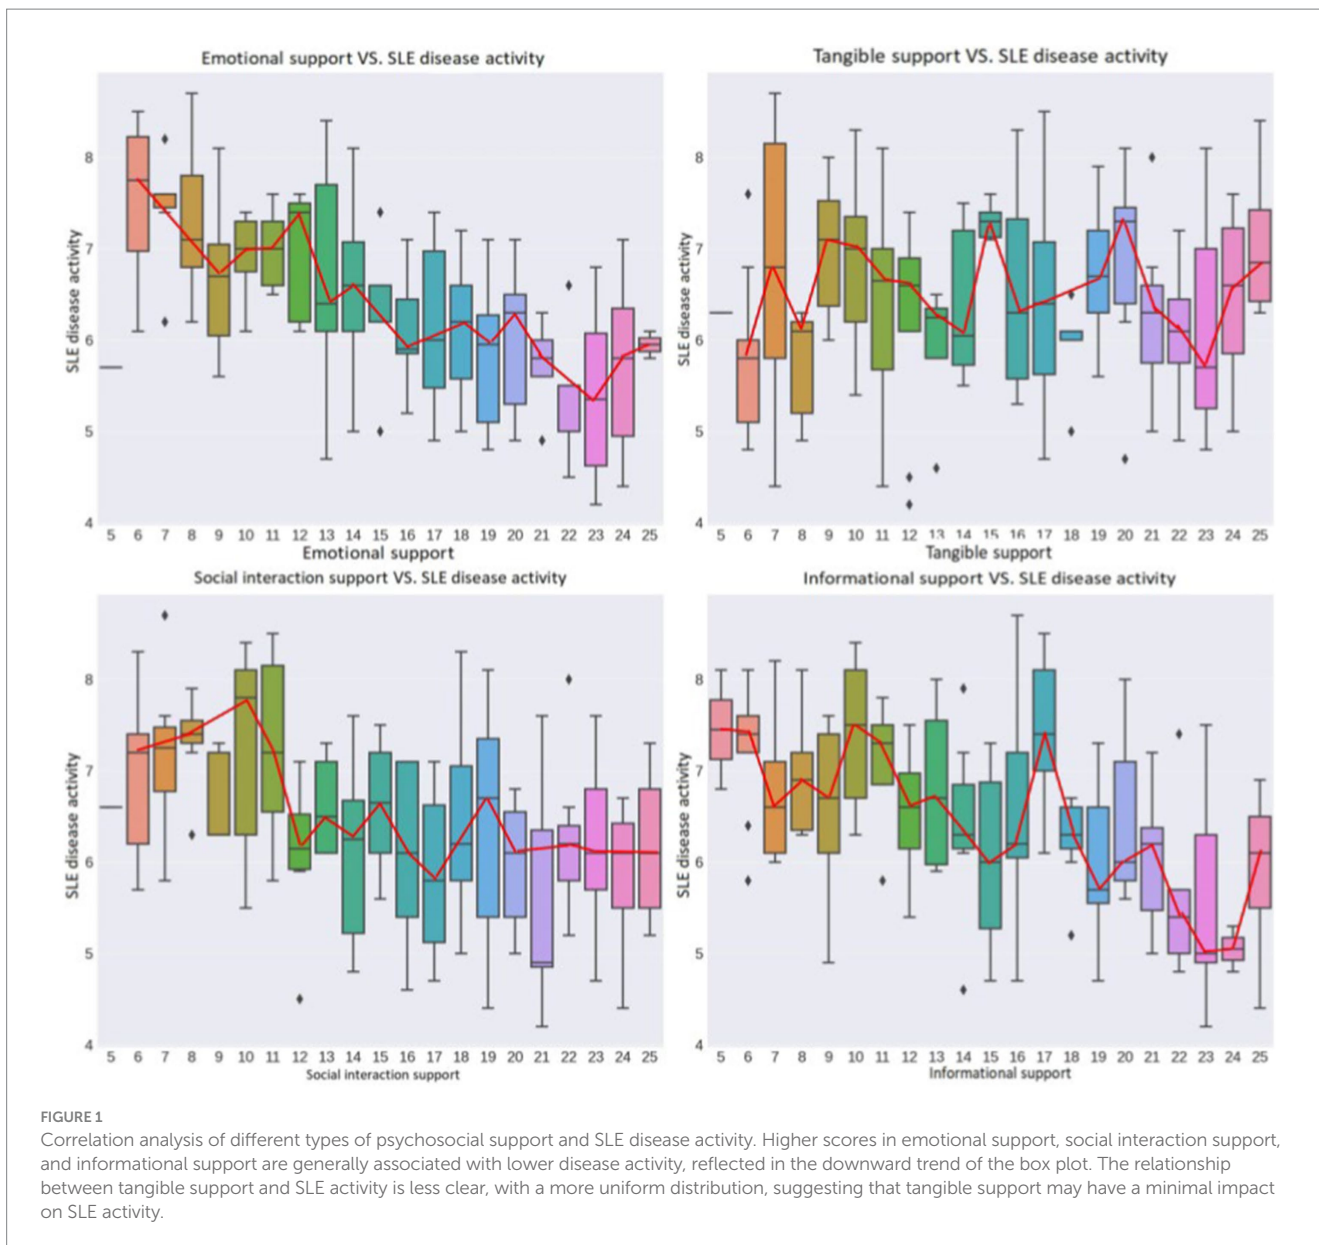 Emotional support VS. SLE disease activity
SLE disease activity
8
7
6
5
4
5 6 7 8 9 10 11 12 13 14 15 16 17 18 19 20 21 22 23 24 25
Emotional support
Tangible support VS. SLE disease activity
SLE disease activity
8
7
6
5
4
5 6 7 8 9 10 11 12 13 14 15 16 17 18 19 20 21 22 23 24 25
Tangible support
Social interaction support VS. SLE disease activity
SLE disease activity
8
7
6
5
4
5 6 7 8 9 10 11 12 13 14 15 16 17 18 19 20 21 22 23 24 25
Social interaction support
Informational support VS. SLE disease activity
SLE disease activity
8
7
6
5
4
5 6 7 8 9 10 11 12 13 14 15 16 17 18 19 20 21 22 23 24 25
Informational support
FIGURE 1
Correlation analysis of different types of psychosocial support and SLE disease activity. Higher scores in emotional support, social interaction support,
and informational support are generally associated with lower disease activity, reflected in the downward trend of the box plot. The relationship
between tangible support and SLE activity is less clear, with a more uniform distribution, suggesting that tangible support may have a minimal impact
on SLE activity.